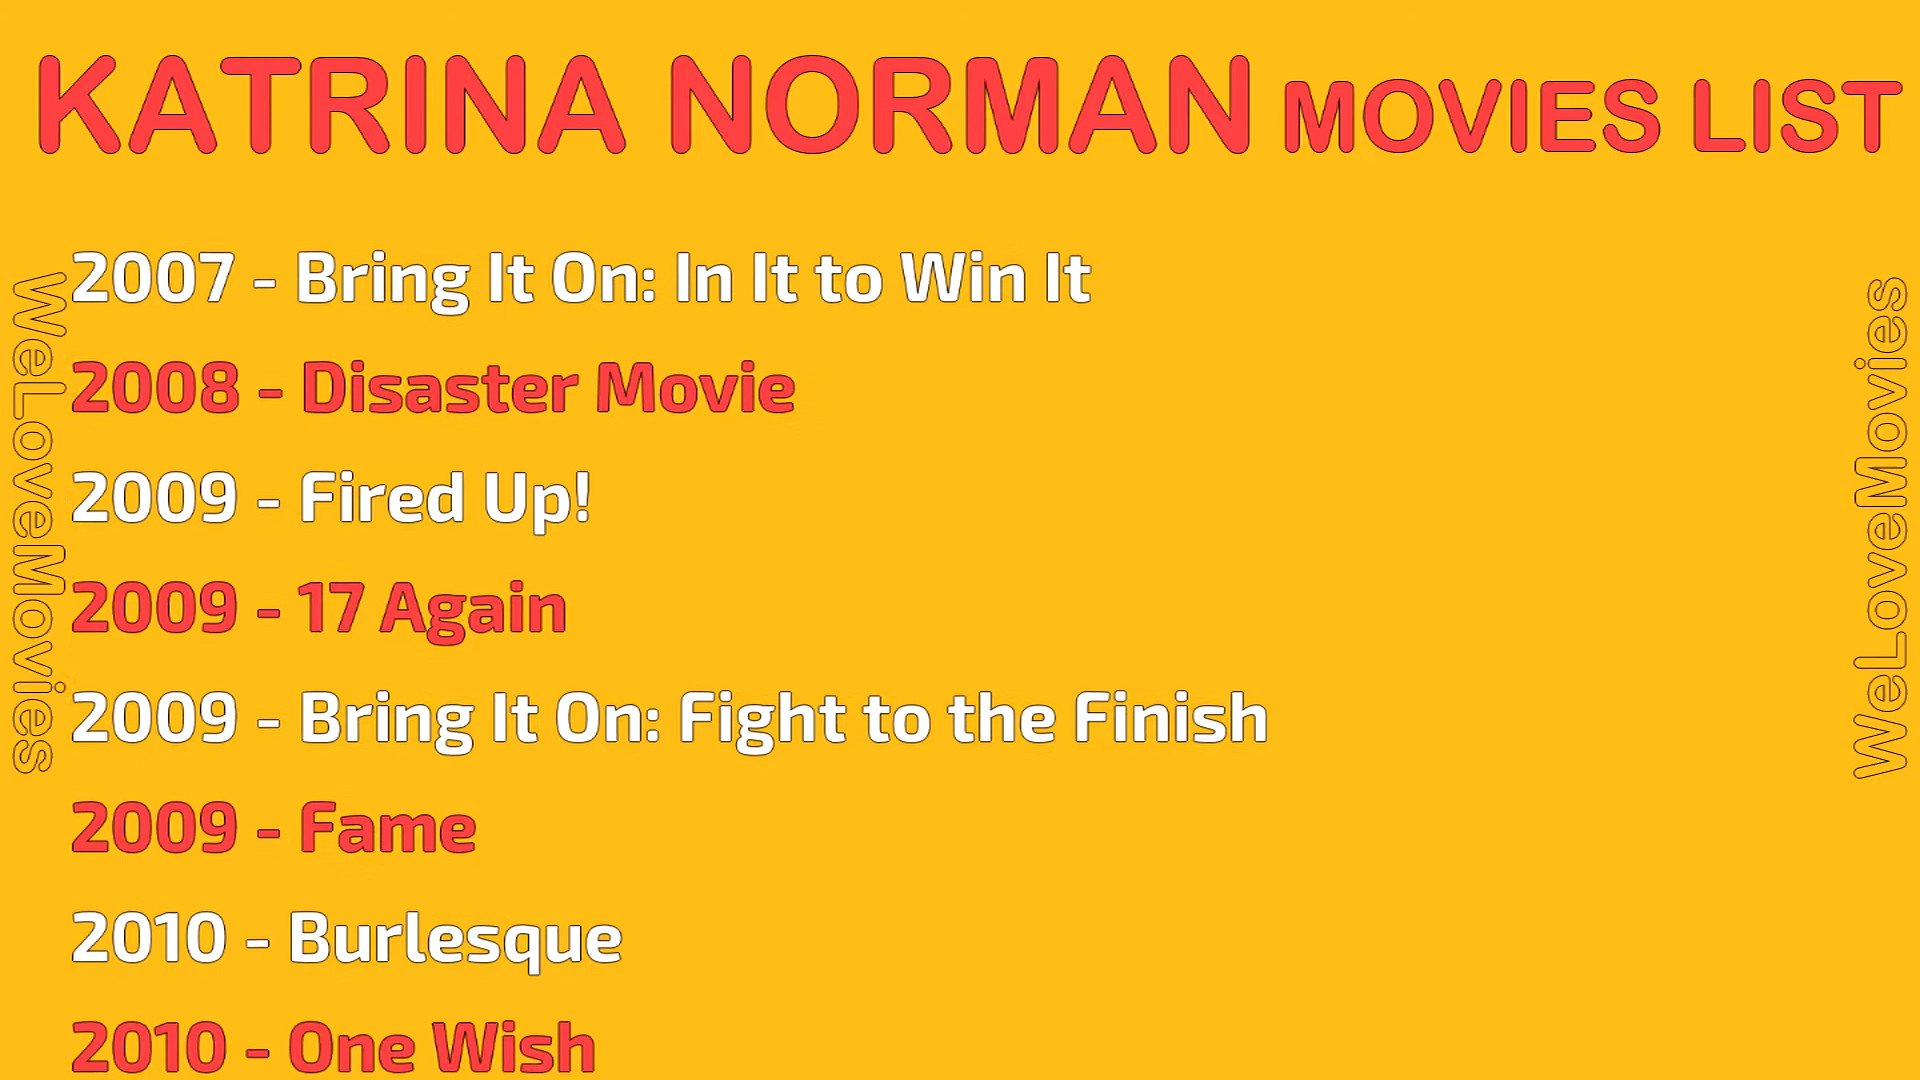 KATRINA NORMAN MOVIES LIST
2007 - Bring It On: In It to Win It
2008 - Disaster Movie
2009 - Fired Up!
2009 - 17 Again
2009 - Bring It On: Fight to the Finish
2009 - Fame
2010 - Burlesque
2010 - One Wish
WeLoveMovies
WeLoveMovies